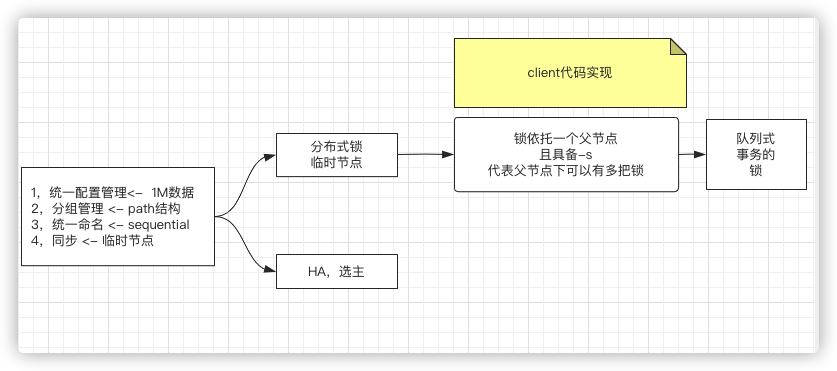 client代码实现
分布式锁
临时节点
锁依托一个父节点
且具备-s
代表父节点下可以有多把锁
队列式
事务的
锁
1，统一配置管理<- 1M数据
2，分组管理 <- path结构
3，统一命名 <- sequential
4，同步 <- 临时节点
HA，选主